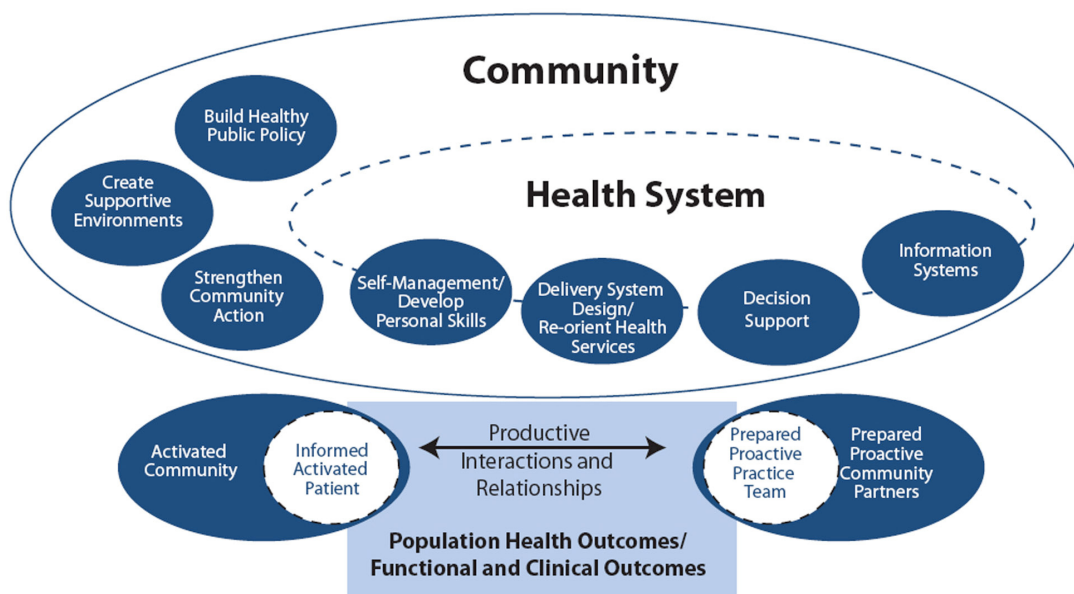 Community
Build Healthy
Public Policy
Create
Supportive
Environments
Strengthen
Community
Action
Health System
Self-Management/
Develop
Personal Skills
Delivery System
Design/
Re-orient Health
Services
Decision
Support
Information
Systems
Activated
Community
Informed
Activated
Patient
Productive
Interactions and
Relationships
Prepared
Proactive
Practice
Team
Prepared
Proactive
Community
Partners
Population Health Outcomes/
Functional and Clinical Outcomes